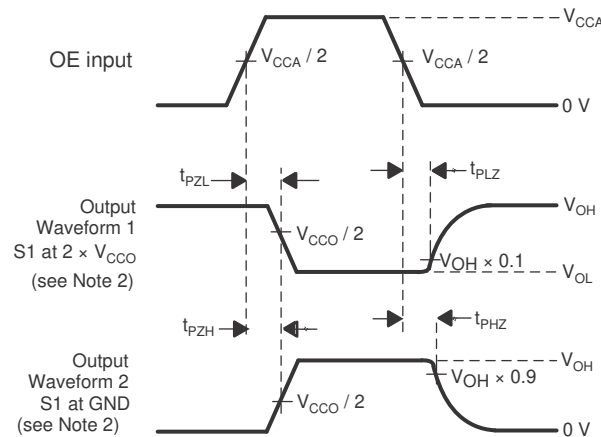 V_CCA
OE input
V_CCA / 2
V_CCA / 2
0 V
t_PZL
t_PLZ
Output
Waveform 1
S1 at 2 × V_CCO
(see Note 2)
V_OH
V_CCO / 2
V_OH × 0.1
V_OL
t_PZH
t_PHZ
Output
Waveform 2
S1 at GND
(see Note 2)
V_OH
V_OH × 0.9
V_CCO / 2
0 V